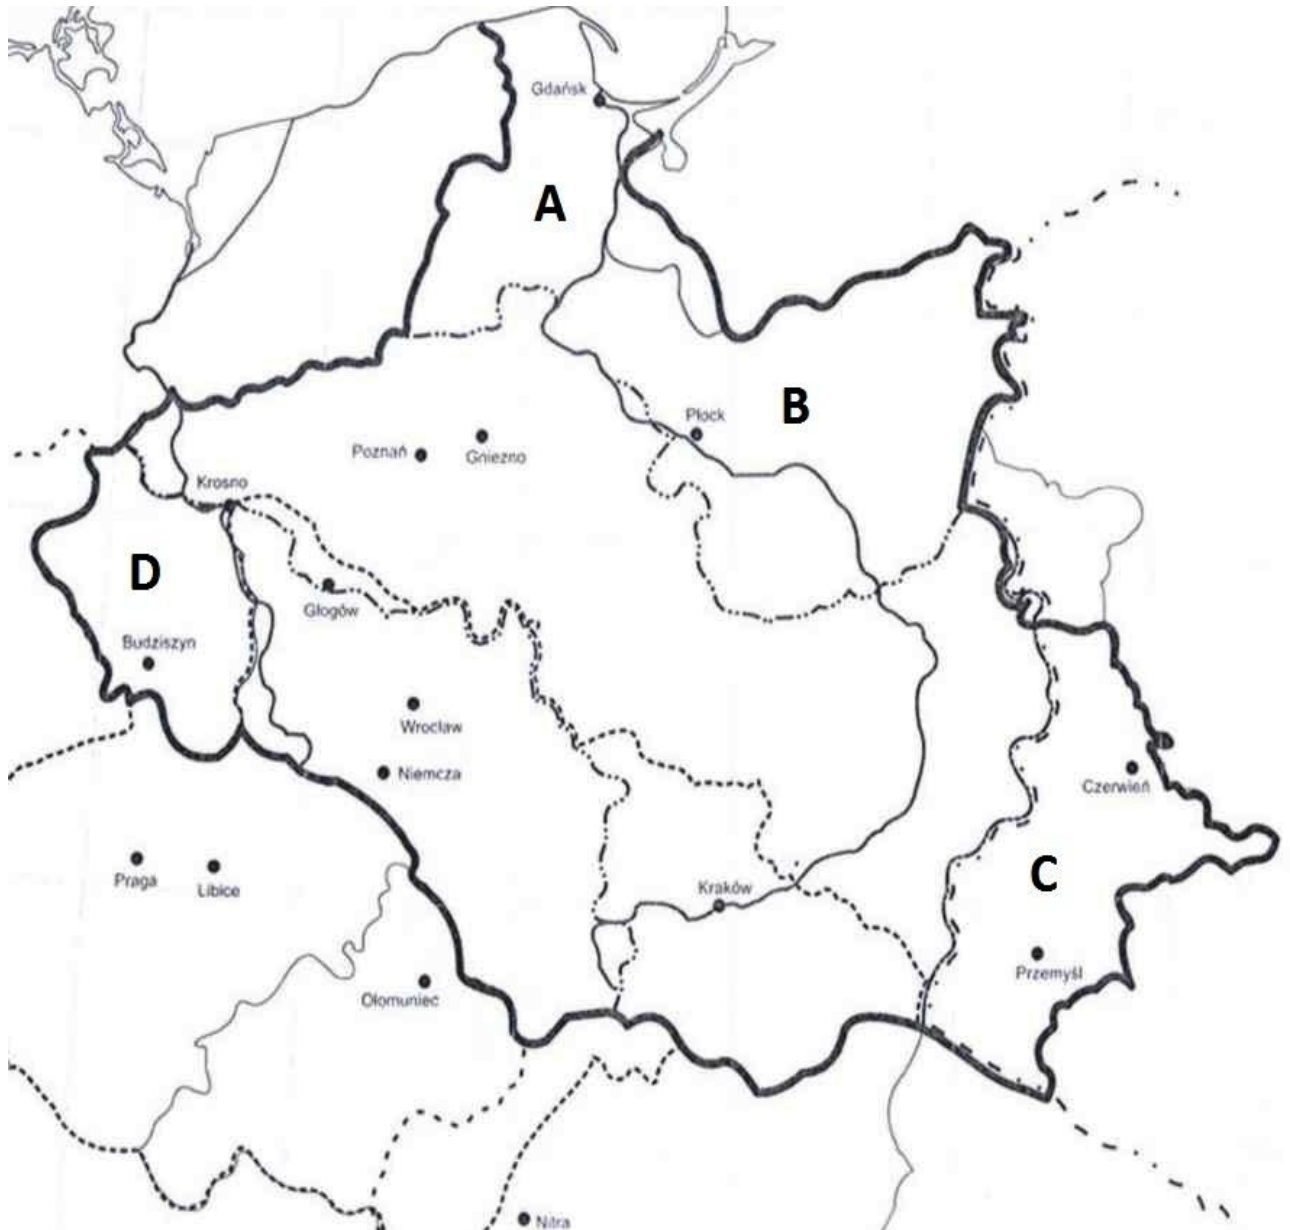 Gdańsk
A
B
Płock
Poznań
Gniezno
Krosno
D
Głogów
Budziszyn
Wrocław
Niemcza
Czerwień
Praga
Libice
Kraków
C
Przemyśl
Ołomuniec
Nitra